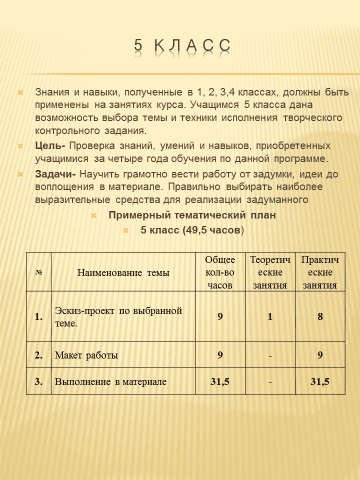 5 КЛАСС
Знания и навыки, полученные в 1, 2, 3,4 классах, должны быть
применены на занятиях курса. Учащимся 5 класса дана
возможность выбора темы и техники исполнения творческого
контрольного задания.
Цель- Проверка знаний, умений и навыков, приобретенных
учащимися за четыре года обучения по данной программе.
Задачи- Научить грамотно вести работу от задумки, идеи до
воплощения в материале. Правильно выбирать наиболее
выразительные средства для реализации задуманного
Примерный тематический план
5 класс (49,5 часов)
№ Наименование темы Общее кол-во часов Теоретические занятия Практические занятия
1. Эскиз-проект по выбранной теме. 9 1 8
2. Макет работы 9 - 9
3. Выполнение в материале 31,5 - 31,5